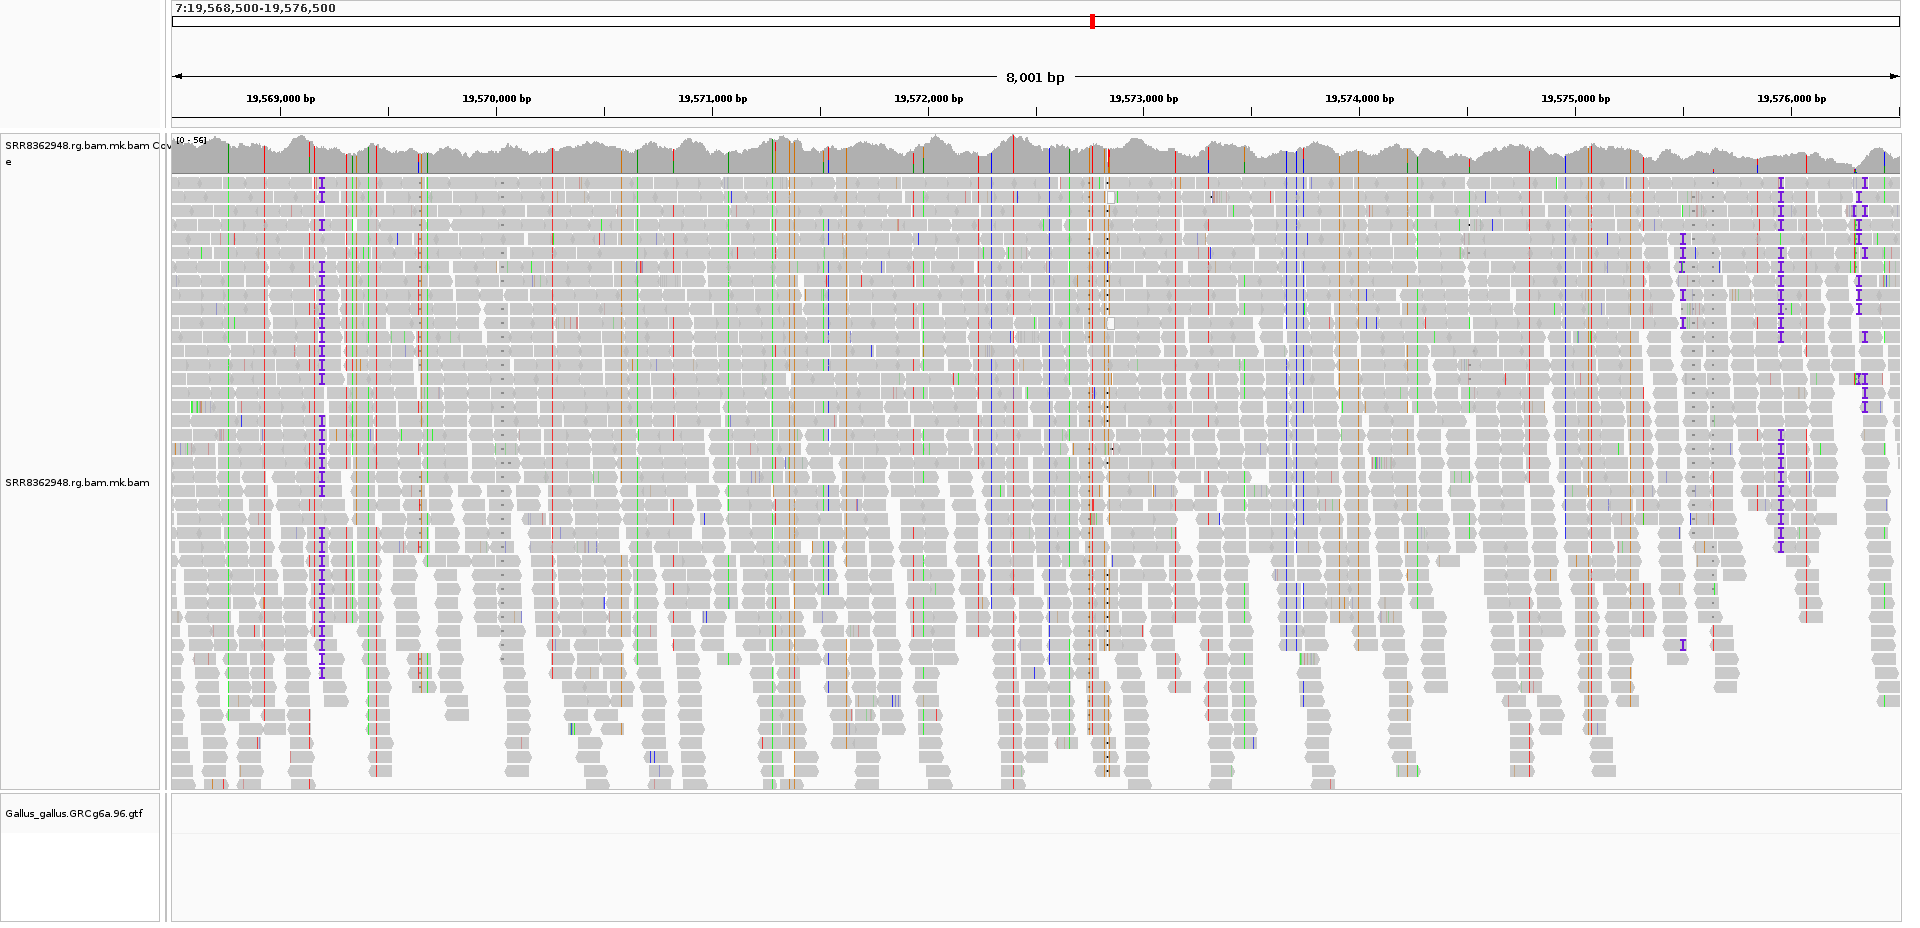 7:19,568,500-19,576,500
8,001 bp
19,569,000 bp 19,570,000 bp 19,571,000 bp 19,572,000 bp 19,573,000 bp 19,574,000 bp 19,575,000 bp 19,576,000 bp
[0 - 56]
SRR8362948.rg.bam.mk.bam Cov
e
SRR8362948.rg.bam.mk.bam
Gallus_gallus.GRCg6a.96.gtf